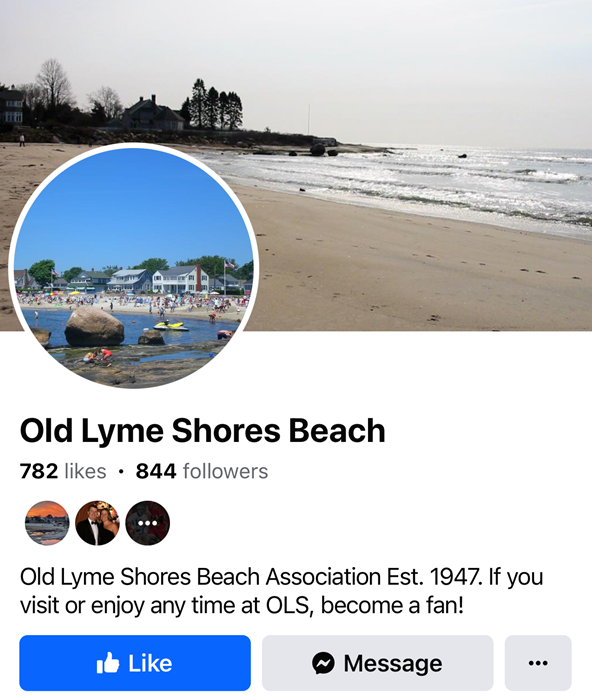 Old Lyme Shores Beach
782 likes • 844 followers
Old Lyme Shores Beach Association Est. 1947. If you
visit or enjoy any time at OLS, become a fan!
Like
Message